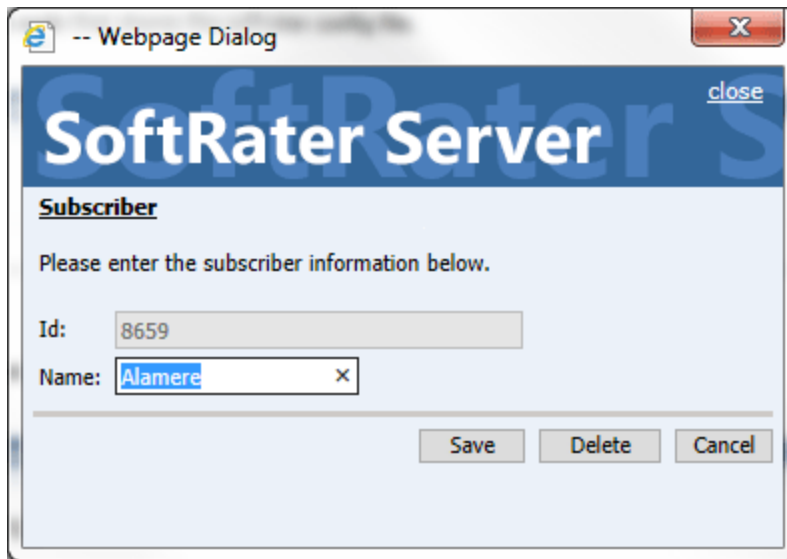 -- Webpage Dialog
close
SoftRater Server
Subscriber
Please enter the subscriber information below.
Id: 8659
Name: Alamere
Save Delete Cancel